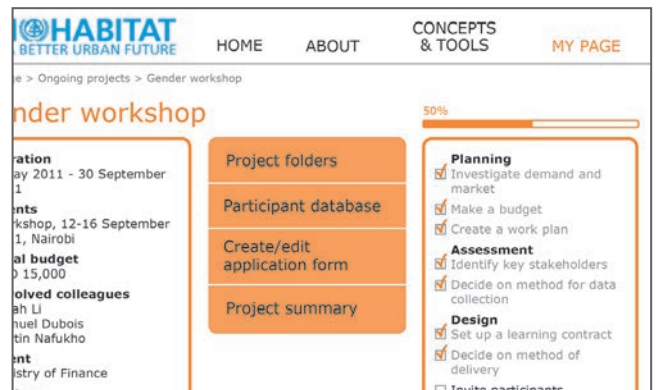 HABITAT
BETTER URBAN FUTURE
HOME ABOUT CONCEPTS
& TOOLS MY PAGE
> Ongoing projects > Gender workshop
nder workshop
50%
ration
ay 2011 - 30 September
1
ents
rkshop, 12-16 September
1, Nairobi
al budget
15,000
olved colleagues
ah Li
nuel Dubois
tin Nafukho
ent
istry of Finance
Project folders
Participant database
Create/edit
application form
Project summary
Planning
Investigate demand and
market
Make a budget
Create a work plan
Assessment
Identify key stakeholders
Decide on method for data
collection
Design
Set up a learning contract
Decide on method of
delivery
Invite participants